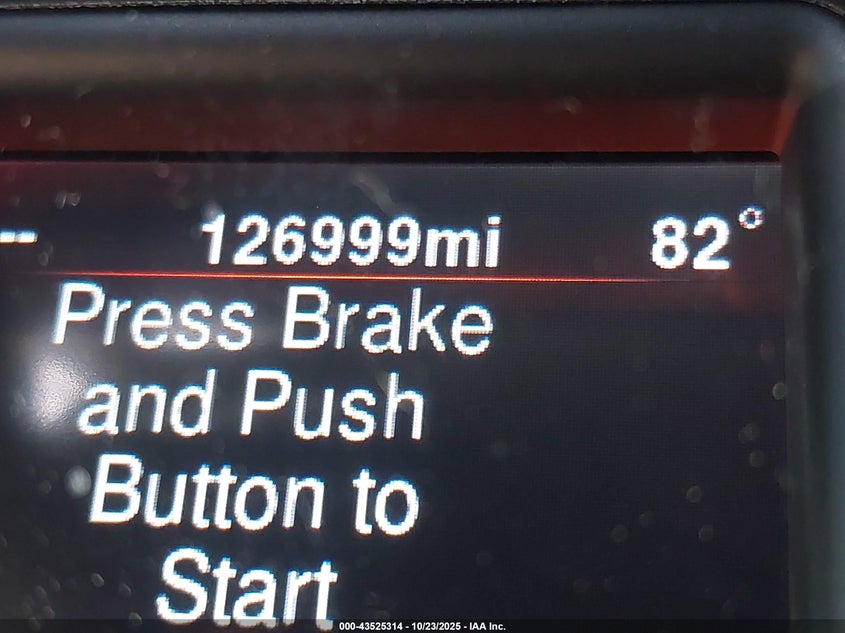 -- 126999mi 82°
Press Brake
and Push
Button to
Start
000-43525314 - 10/23/2025 - IAA Inc.